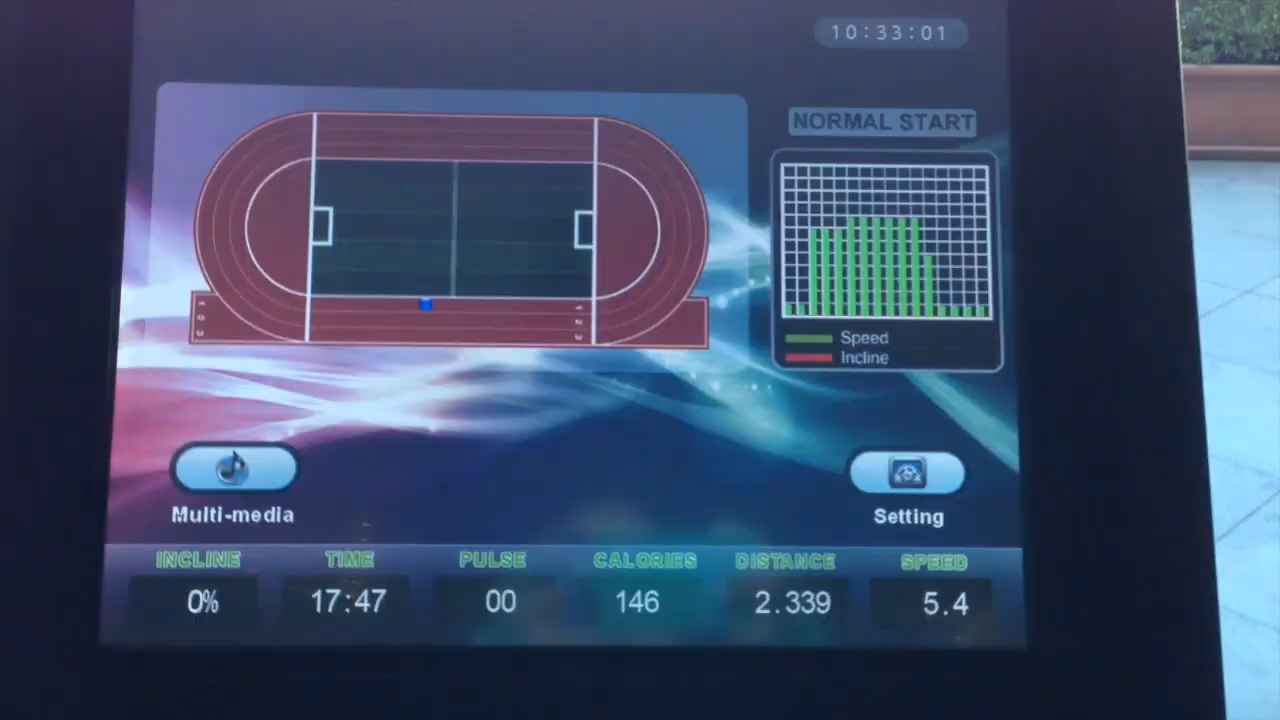 10:33:01
NORMAL START
Speed
Incline
Multi-media
Setting
INCLINE TIME PULSE CALORIES DISTANCE SPEED
0% 17:47 00 146 2.339 5.4